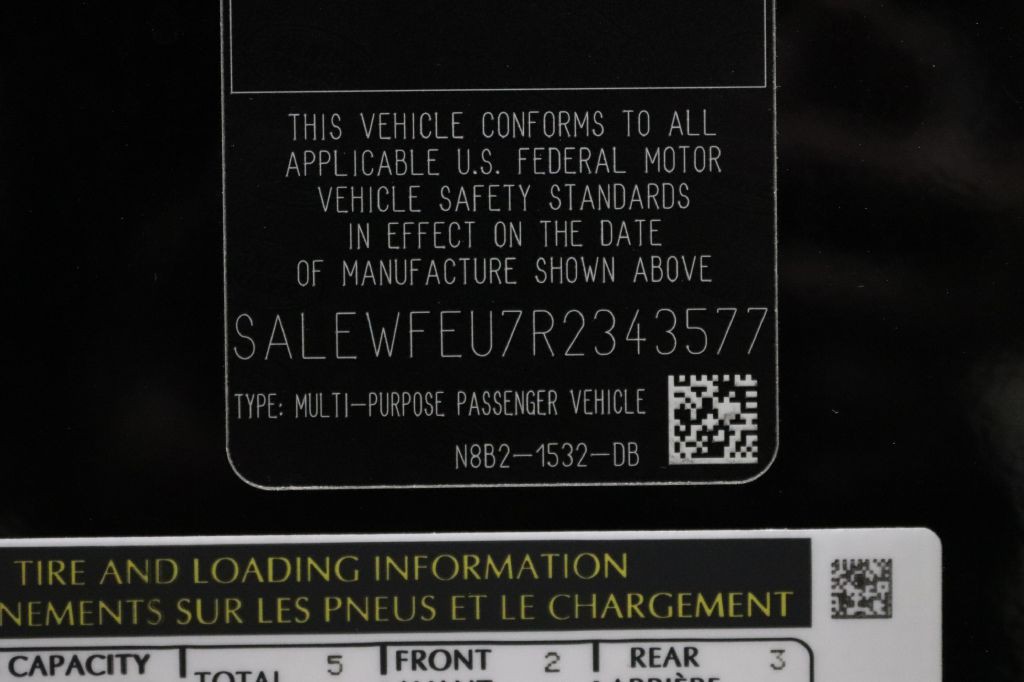 THIS VEHICLE CONFORMS TO ALL
APPLICABLE U.S. FEDERAL MOTOR
VEHICLE SAFETY STANDARDS
IN EFFECT ON THE DATE
OF MANUFACTURE SHOWN ABOVE
SALEWFEU7R2343577
TYPE: MULTI-PURPOSE PASSENGER VEHICLE
N8B2-1532-DB
TIRE AND LOADING INFORMATION
NEMENTS SUR LES PNEUS ET LE CHARGEMENT
CAPACITY TOTAL 5 FRONT 2 REAR 3